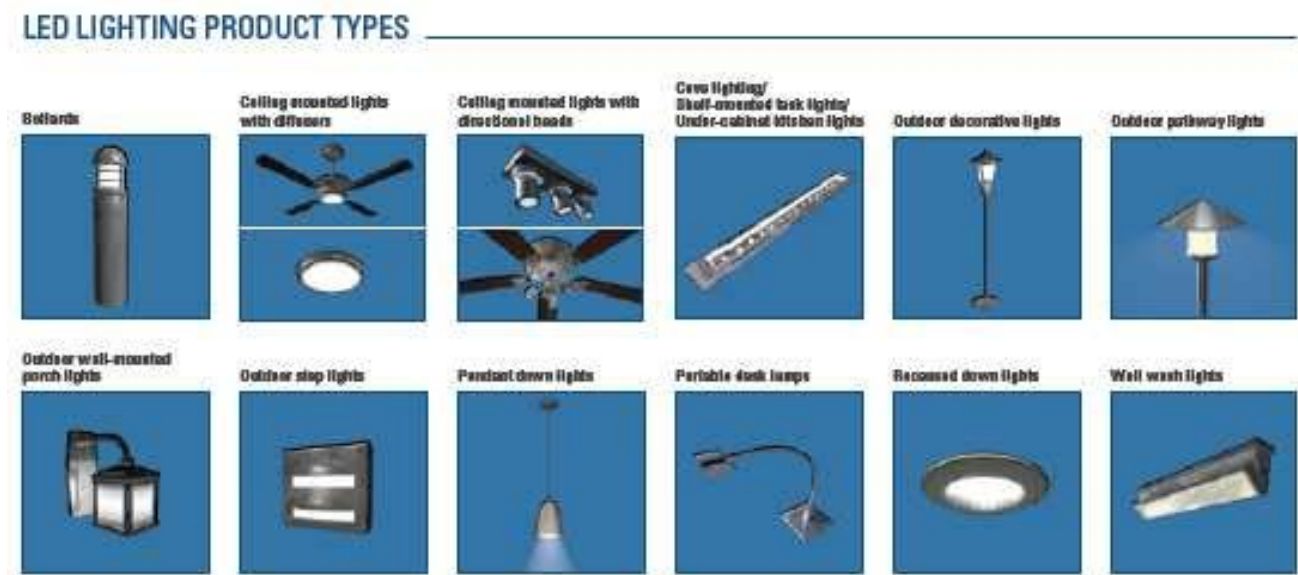 LED LIGHTING PRODUCT TYPES
Bollards
Ceiling mounted lights
with diffusers
Ceiling mounted lights with
directional heads
Cove lighting/
Shelf-mounted task lights/
Under-cabinet kitchen lights
Outdoor decorative lights
Outdoor pathway lights
Outdoor wall-mounted
porch lights
Outdoor step lights
Pendant down lights
Portable desk lamps
Recessed down lights
Wall wash lights